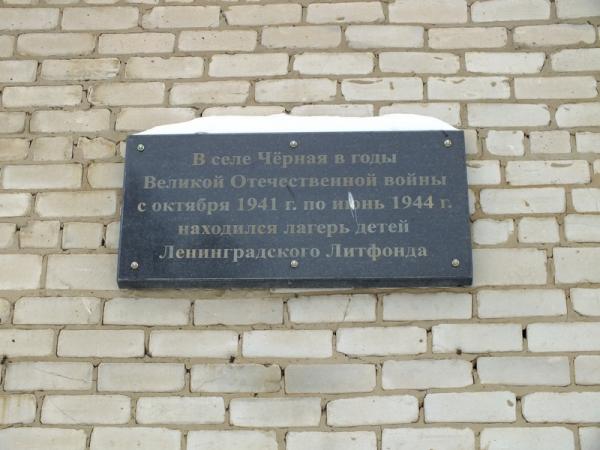 В селе Чёрная в годы
Великой Отечественной войны
с октября 1941 г. по июнь 1944 г.
находился лагерь детей
Ленинградского Литфонда